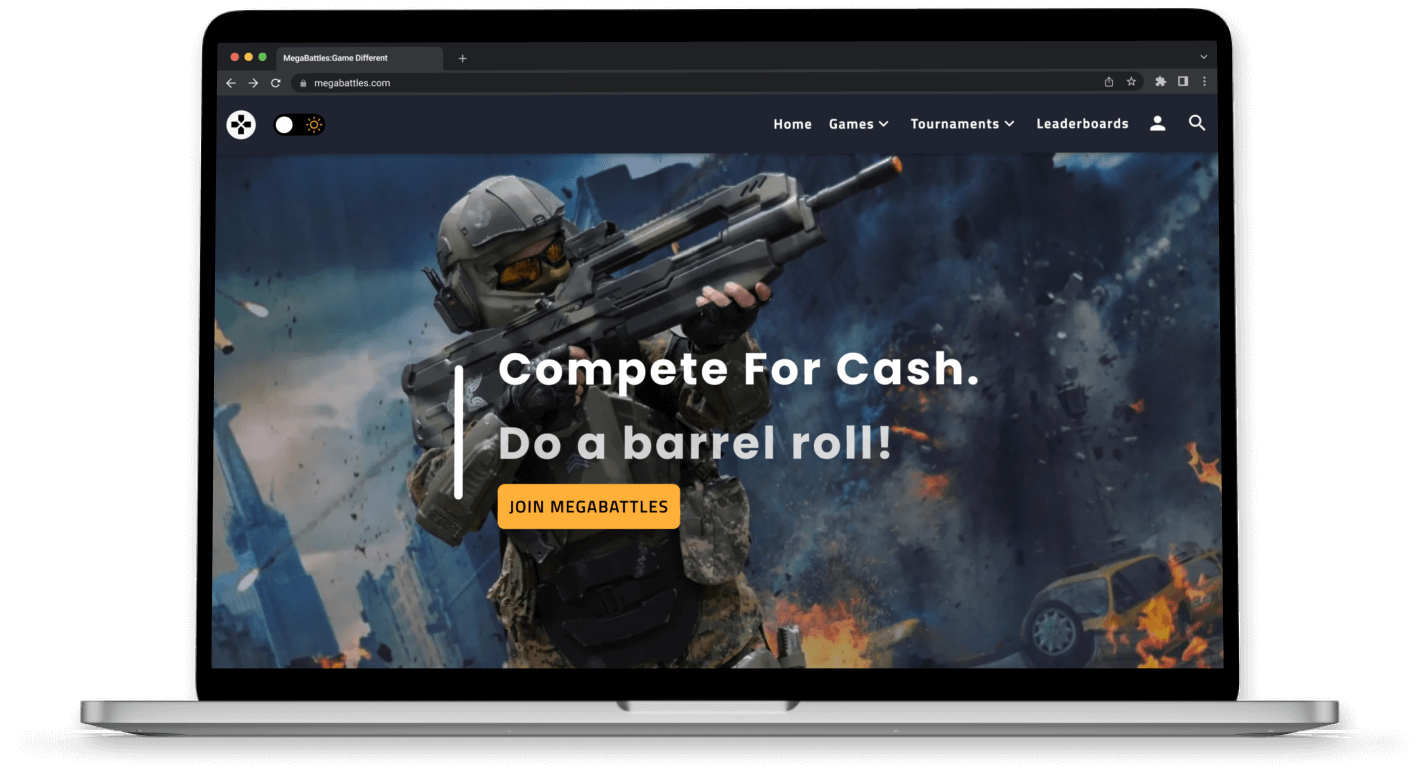 MegaBattles:Game Different
megabattles.com
Home Games Tournaments Leaderboards
Compete For Cash.
Do a barrel roll!
JOIN MEGABATTLES